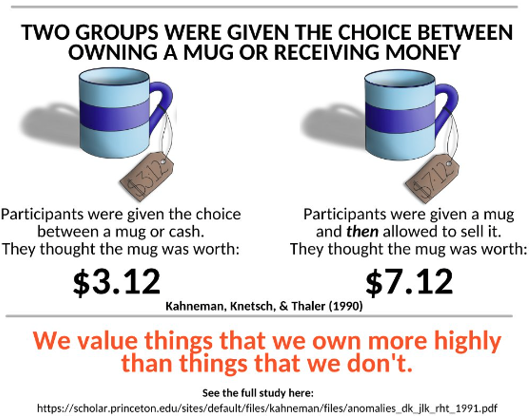 TWO GROUPS WERE GIVEN THE CHOICE BETWEEN
OWNING A MUG OR RECEIVING MONEY
$3.12
$7.12
Participants were given the choice
between a mug or cash.
They thought the mug was worth:
$3.12
Participants were given a mug
and then allowed to sell it.
They thought the mug was worth:
$7.12
Kahneman, Knetsch, & Thaler (1990)
We value things that we own more highly
than things that we don't.
See the full study here:
https://scholar.princeton.edu/sites/default/files/kahneman/files/anomalies_dk_jlk_rht_1991.pdf